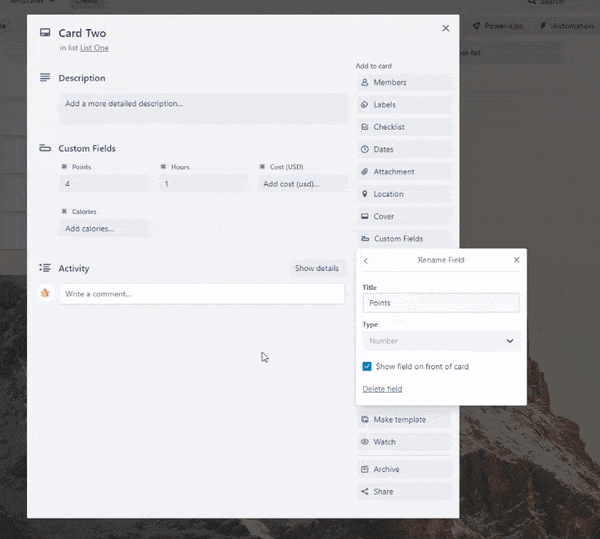 Templates
Create
Search
Power-Ups
Automation
Card Two
in list List One
Description
Add a more detailed description...
Custom Fields
Points
Hours
Cost (USD)
4
1
Add cost (usd)...
Calories
Add calories...
Activity
Show details
Write a comment...
Add to card
Members
Labels
Checklist
Dates
Attachment
Location
Cover
Custom Fields
Rename Field
Title
Points
Type
Number
Show field on front of card
Delete field
Make template
Watch
Archive
Share
list